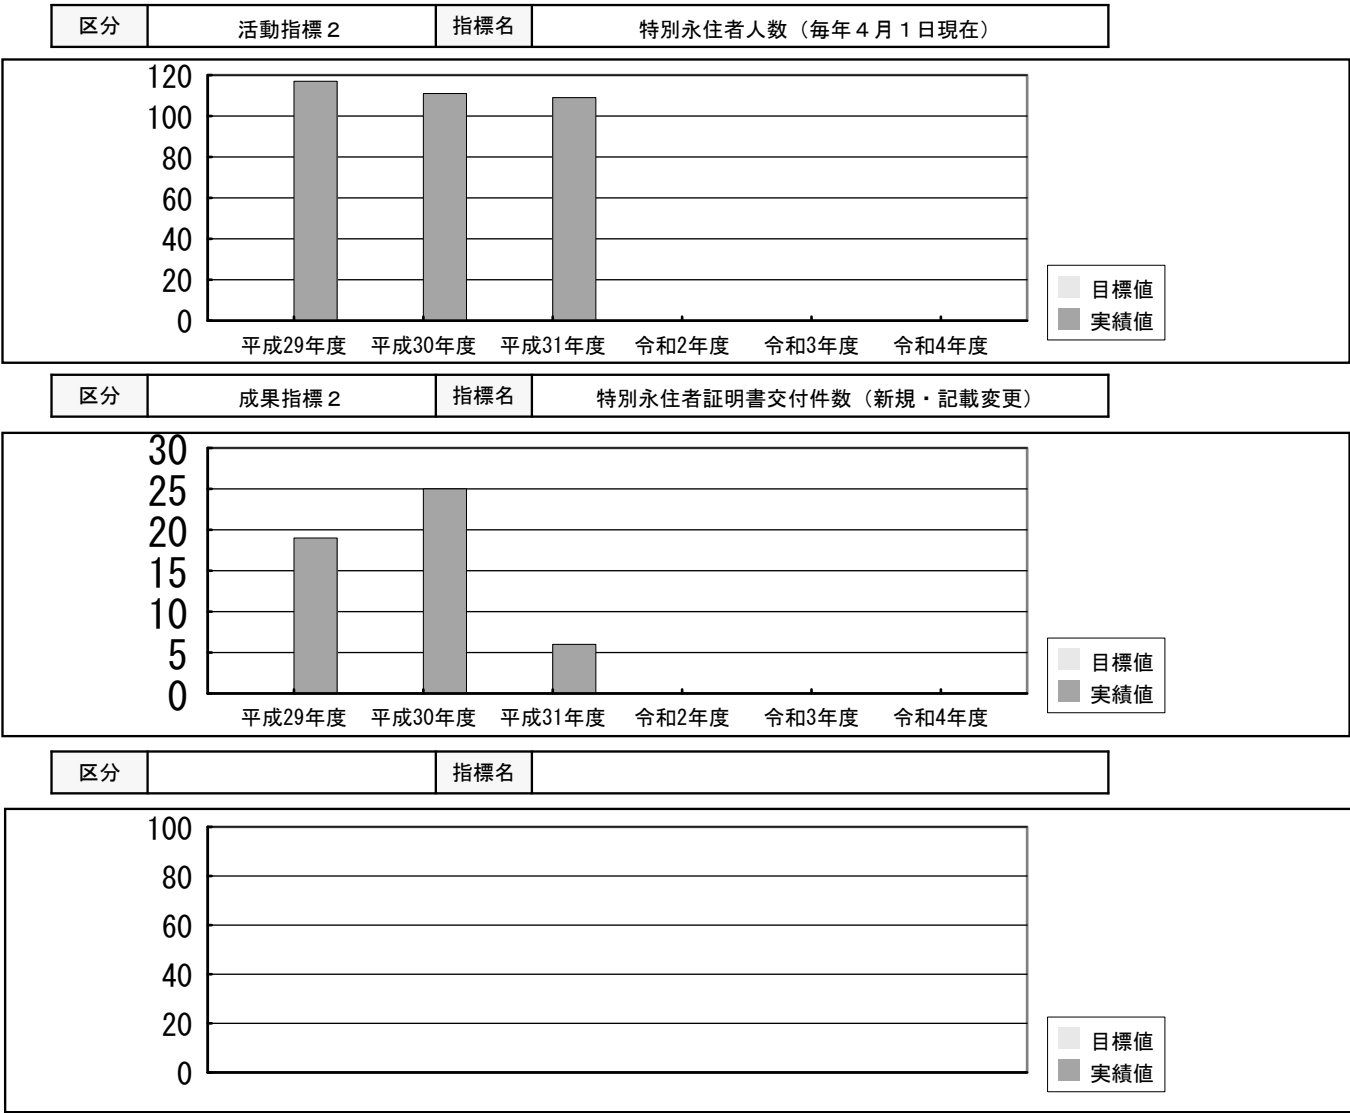 区分 活動指標２ 指標名 特別永住者人数（毎年４月１日現在）
120
100
80
60
40
20
0
平成29年度 平成30年度 平成31年度 令和2年度 令和3年度 令和4年度
目標値
実績値
区分 成果指標２ 指標名 特別永住者証明書交付件数（新規・記載変更）
30
25
20
15
10
5
0
平成29年度 平成30年度 平成31年度 令和2年度 令和3年度 令和4年度
目標値
実績値
区分 指標名
100
80
60
40
20
0
目標値
実績値